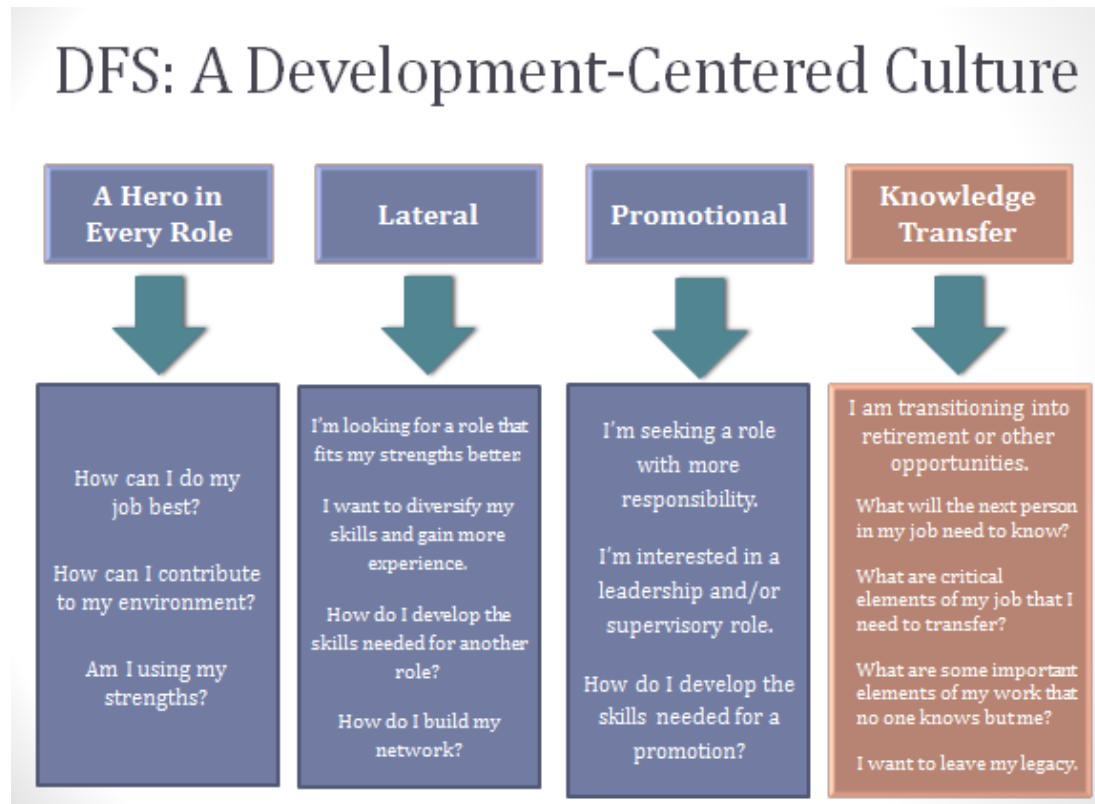 DFS: A Development-Centered Culture
A Hero in
Every Role
Lateral
Promotional
Knowledge
Transfer
How can I do my
job best?
How can I contribute
to my environment?
Am I using my
strengths?
I'm looking for a role that
fits my strengths better.
I want to diversify my
skills and gain more
experience.
How do I develop the
skills needed for another
role?
How do I build my
network?
I'm seeking a role
with more
responsibility.
I'm interested in a
leadership and/or
supervisory role.
How do I develop the
skills needed for a
promotion?
I am transitioning into
retirement or other
opportunities.
What will the next person
in my job need to know?
What are critical
elements of my job that I
need to transfer?
What are some important
elements of my work that
no one knows but me?
I want to leave my legacy.